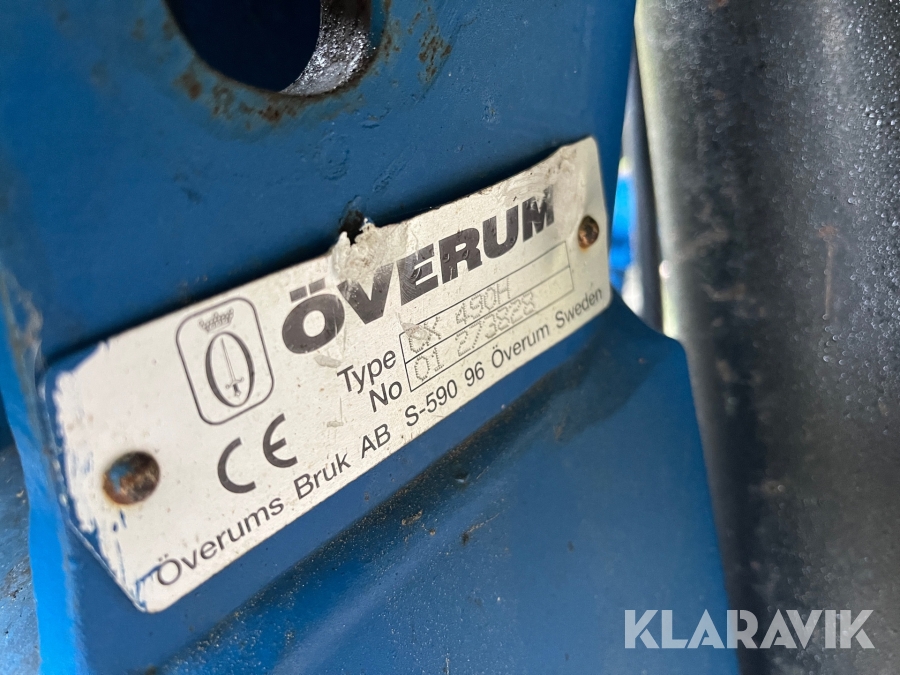 ÖVERUM
Type CX 490H
No 01 273828
CE
Överums Bruk AB S-590 96 Överum Sweden
KLARAVIK